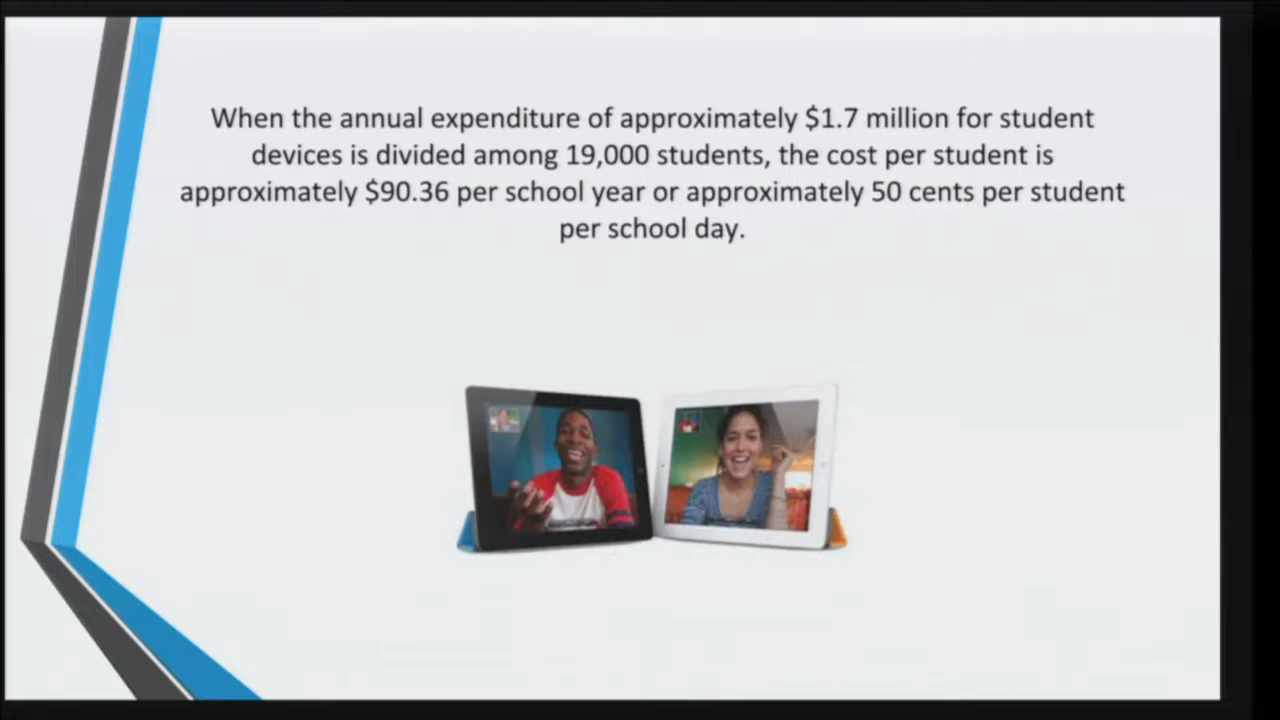 When the annual expenditure of approximately $1.7 million for student
devices is divided among 19,000 students, the cost per student is
approximately $90.36 per school year or approximately 50 cents per student
per school day.